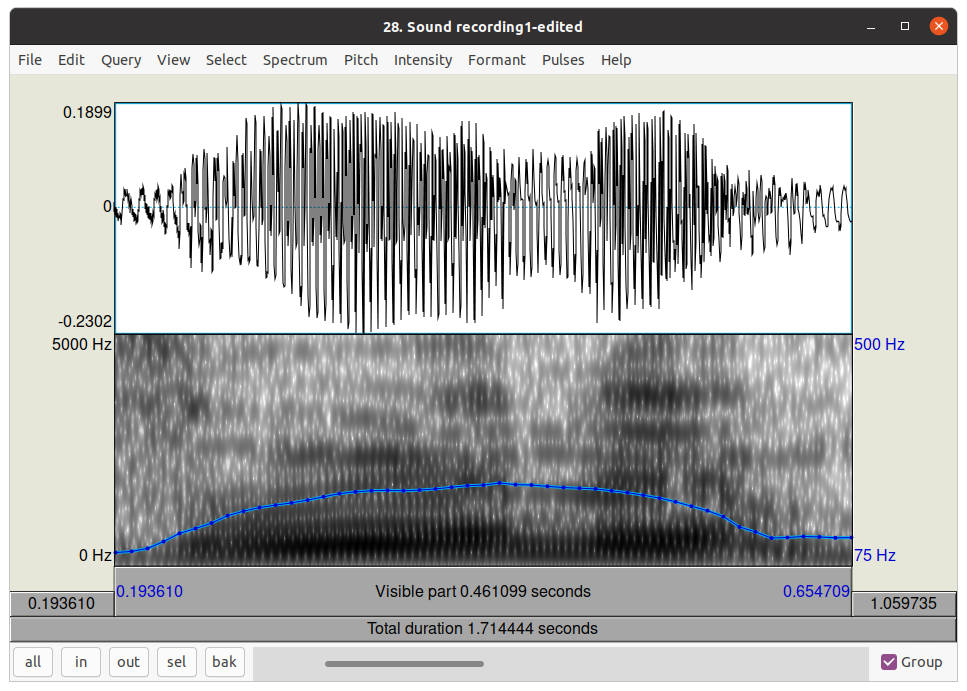 28. Sound recording1-edited
File Edit Query View Select Spectrum Pitch Intensity Formant Pulses Help
0.1899
0
-0.2302
5000 Hz 500 Hz
0 Hz 75 Hz
0.193610 Visible part 0.461099 seconds 0.654709
0.193610 1.059735
Total duration 1.714444 seconds
all in out sel bak Group